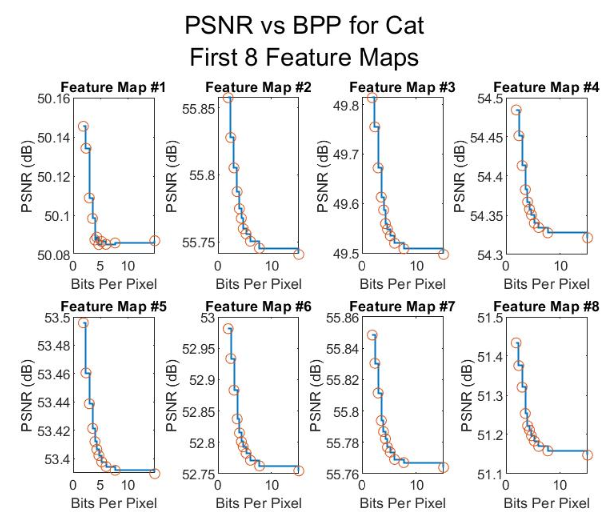 PSNR vs BPP for Cat
First 8 Feature Maps
Feature Map #1 Feature Map #2 Feature Map #3 Feature Map #4
PSNR (dB) 50.16 50.14 50.12 50.1 50.08
PSNR (dB) 55.85 55.8 55.75
PSNR (dB) 49.8 49.7 49.6 49.5
PSNR (dB) 54.5 54.45 54.4 54.35 54.3
0 5 10 0 10 0 10 0 10
Bits Per Pixel Bits Per Pixel Bits Per Pixel Bits Per Pixel
Feature Map #5 Feature Map #6 Feature Map #7 Feature Map #8
PSNR (dB) 53.5 53.48 53.46 53.44 53.42 53.4
PSNR (dB) 53 52.95 52.9 52.85 52.8 52.75
PSNR (dB) 55.86 55.84 55.82 55.8 55.78 55.76
PSNR (dB) 51.5 51.4 51.3 51.2 51.1
0 5 10 0 10 0 10 0 10
Bits Per Pixel Bits Per Pixel Bits Per Pixel Bits Per Pixel